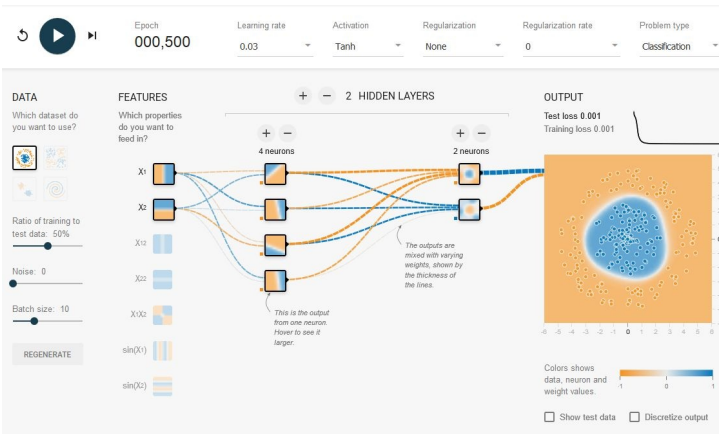 Epoch
000,500
Learning rate
0.03
Activation
Tanh
Regularization
None
Regularization rate
0
Problem type
Classification
DATA
Which dataset do
you want to use?
Ratio of training to
test data: 50%
Noise: 0
Batch size: 10
REGENERATE
FEATURES
Which properties
do you want to
feed in?
X1
X2
X12
X22
X1X2
sin(X1)
sin(X2)
+ − 2 HIDDEN LAYERS
+ −
4 neurons
+ −
2 neurons
This is the output
from one neuron.
Hover to see it
larger.
The outputs are
mixed with varying
weights, shown by
the thickness of
the lines.
OUTPUT
Test loss 0.001
Training loss 0.001
-6 -5 -4 -3 -2 -1 0 1 2 3 4 5 6
Colors shows
data, neuron and
weight values.
-1 0 1
Show test data
Discretize output